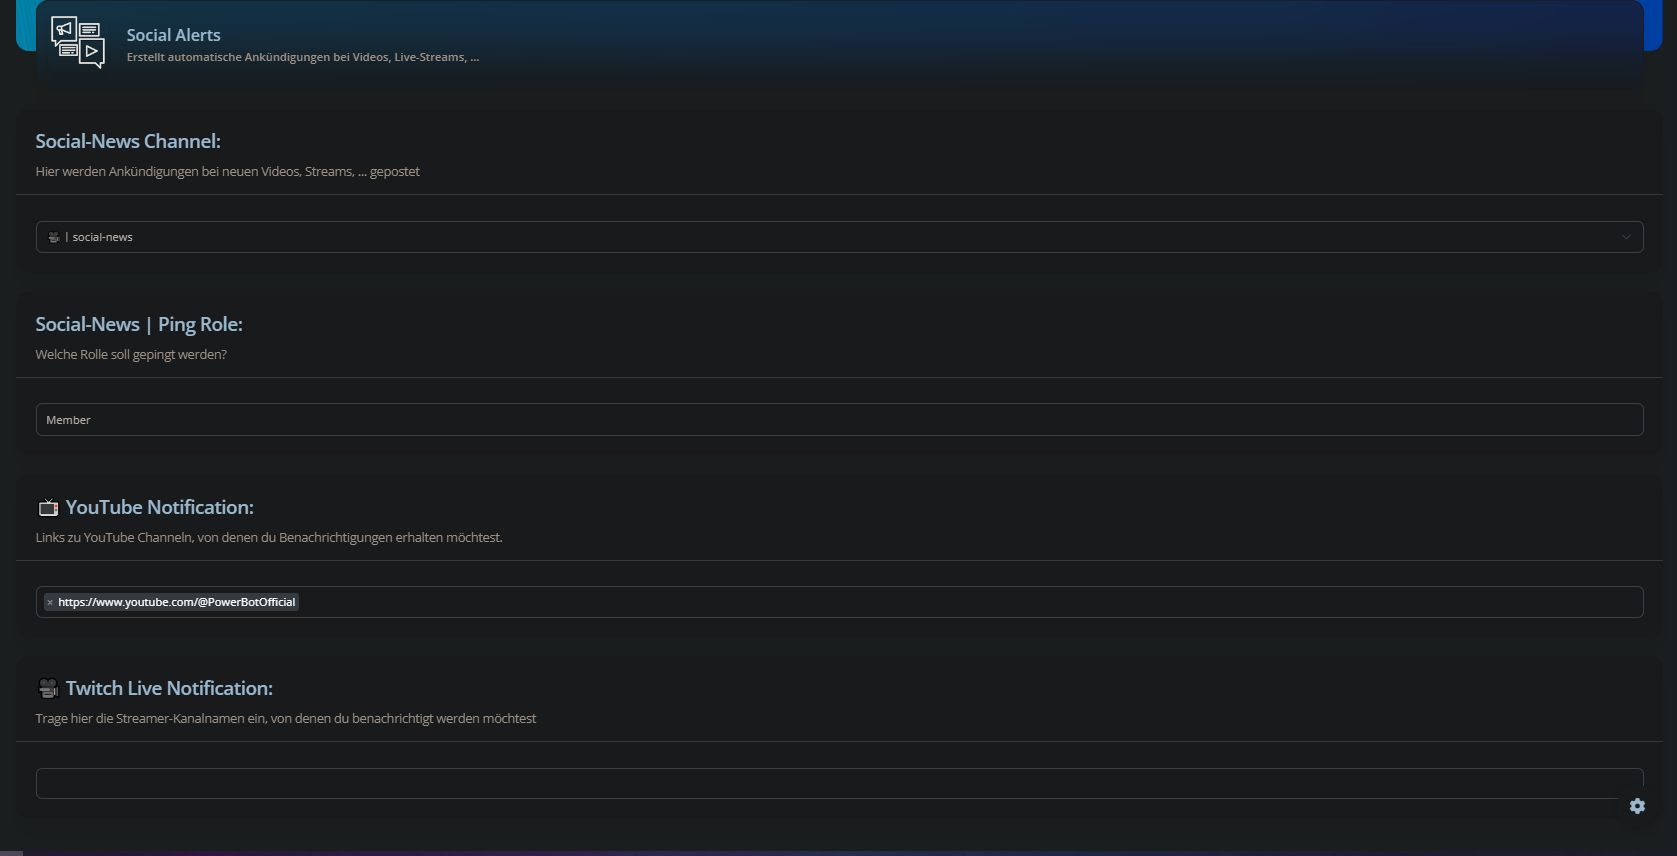 Social Alerts
Erstellt automatische Ankündigungen bei Videos, Live-Streams, ...
Social-News Channel:
Hier werden Ankündigungen bei neuen Videos, Streams, ... gepostet
| social-news
Social-News | Ping Role:
Welche Rolle soll gepingt werden?
Member
YouTube Notification:
Links zu YouTube Channeln, von denen du Benachrichtigungen erhalten möchtest.
× https://www.youtube.com/@PowerBotOfficial
Twitch Live Notification:
Trage hier die Streamer-Kanalnamen ein, von denen du benachrichtigt werden möchtest